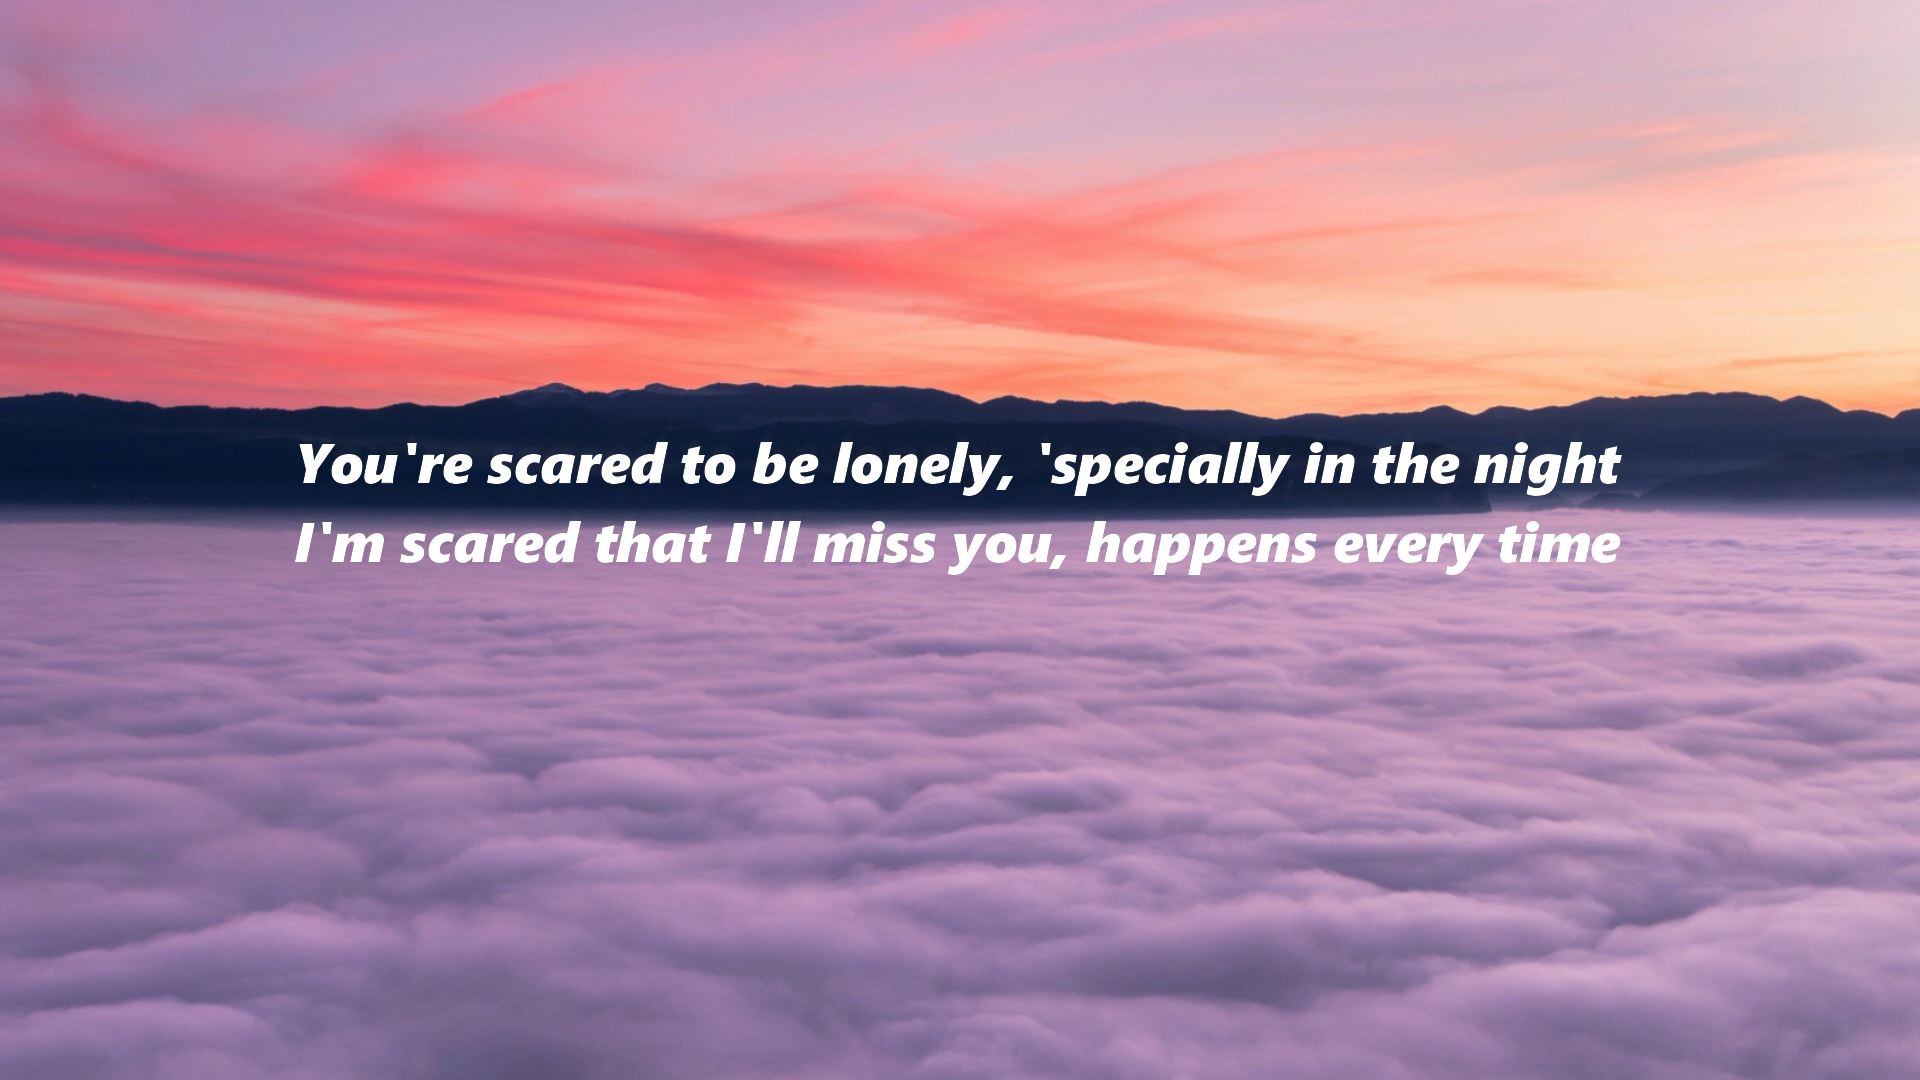 You're scared to be lonely, 'specially in the night
I'm scared that I'll miss you, happens every time